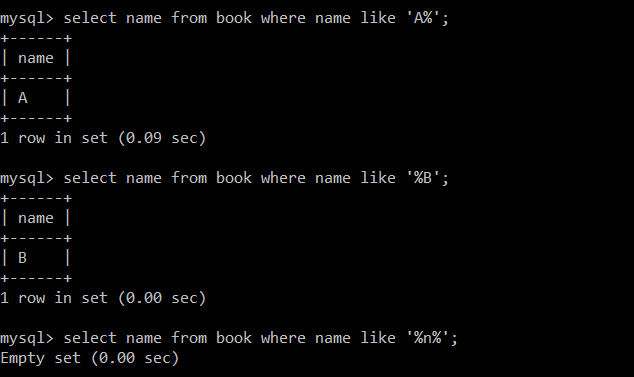 mysql> select name from book where name like 'A%';
+------+
| name |
+------+
| A    |
+------+
1 row in set (0.09 sec)

mysql> select name from book where name like '%B';
+------+
| name |
+------+
| B    |
+------+
1 row in set (0.00 sec)

mysql> select name from book where name like '%n%';
Empty set (0.00 sec)